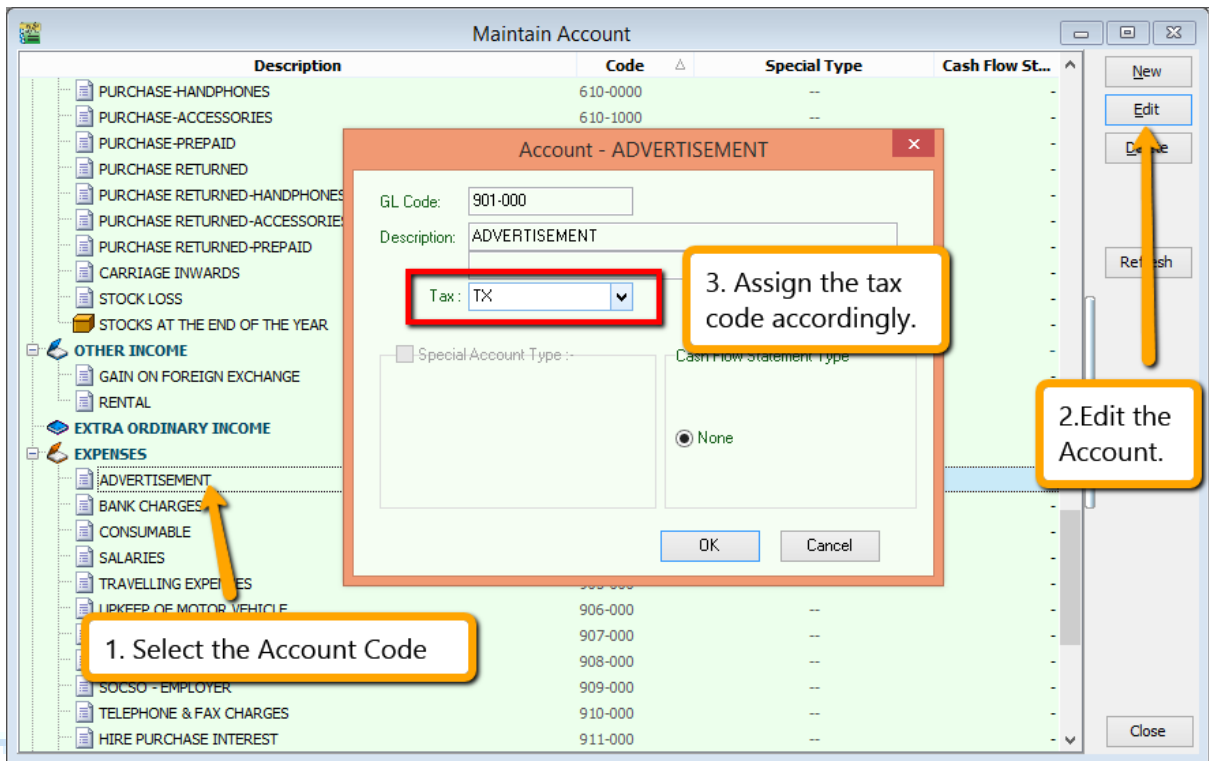 Maintain Account
Description Code Special Type Cash Flow St...
New
PURCHASE-HANDPHONES 610-0000 -- -
Edit
PURCHASE-ACCESSORIES 610-1000 -- -
PURCHASE-PREPAID -
Account - ADVERTISEMENT
PURCHASE RETURNED -
PURCHASE RETURNED-HANDPHONES -
GL Code: 901-000
PURCHASE RETURNED-ACCESSORIES -
Description: ADVERTISEMENT
PURCHASE RETURNED-PREPAID -
CARRIAGE INWARDS -
Refresh
STOCK LOSS -
Tax : TX
3. Assign the tax
code accordingly.
STOCKS AT THE END OF THE YEAR -
OTHER INCOME -
Special Account Type :-
Cash Flow Statement Type
GAIN ON FOREIGN EXCHANGE -
RENTAL
EXTRA ORDINARY INCOME
None
2.Edit the
Account.
EXPENSES
ADVERTISEMENT
BANK CHARGES -
CONSUMABLE -
OK Cancel
SALARIES -
TRAVELLING EXPENSES -
UPKEEP OF MOTOR VEHICLE 906-000 -- -
907-000 -- -
1. Select the Account Code
908-000 -- -
SOCSO - EMPLOYER 909-000 -- -
TELEPHONE & FAX CHARGES 910-000 -- -
HIRE PURCHASE INTEREST 911-000 -- -
Close